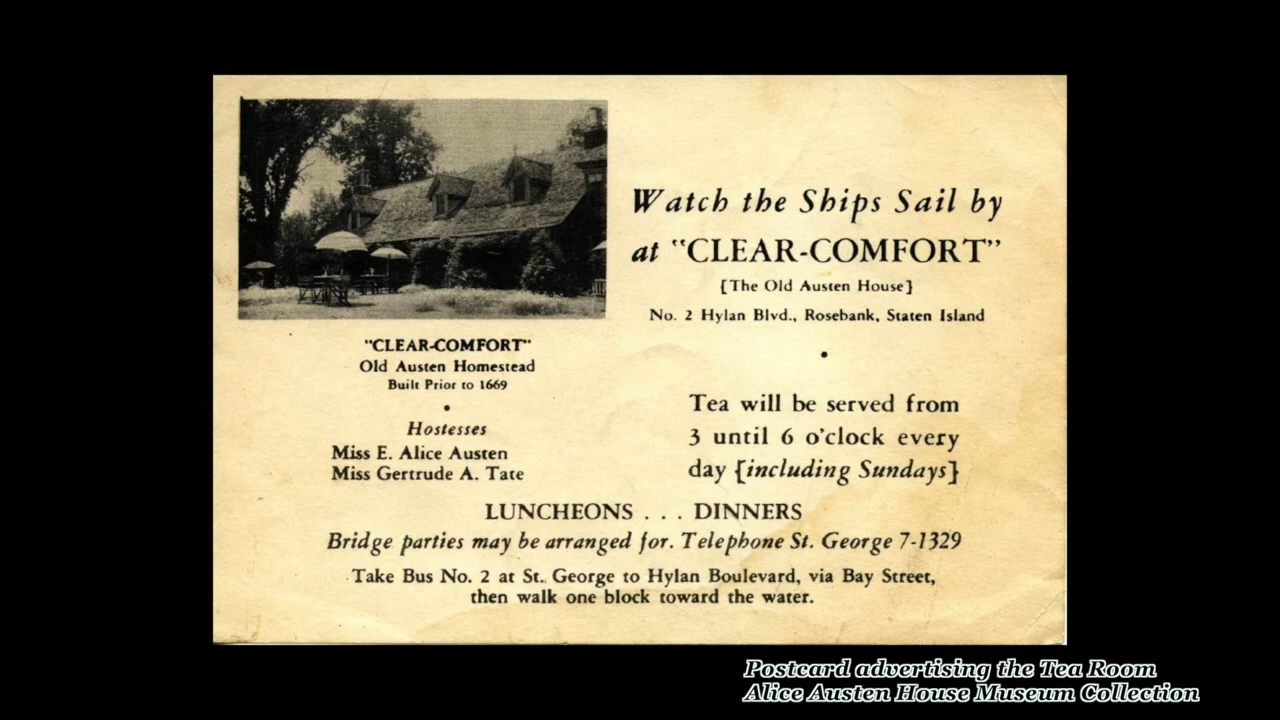 Watch the Ships Sail by
at "CLEAR-COMFORT"
[The Old Austen House]
No. 2 Hylan Blvd., Rosebank, Staten Island
"CLEAR-COMFORT"
Old Austen Homestead
Built Prior to 1669
Hostesses
Miss E. Alice Austen
Miss Gertrude A. Tate
Tea will be served from
3 until 6 o'clock every
day [including Sundays]
LUNCHEONS . . . DINNERS
Bridge parties may be arranged for. Telephone St. George 7-1329
Take Bus No. 2 at St. George to Hylan Boulevard, via Bay Street,
then walk one block toward the water.
Postcard advertising the Tea Room
Alice Austen House Museum Collection